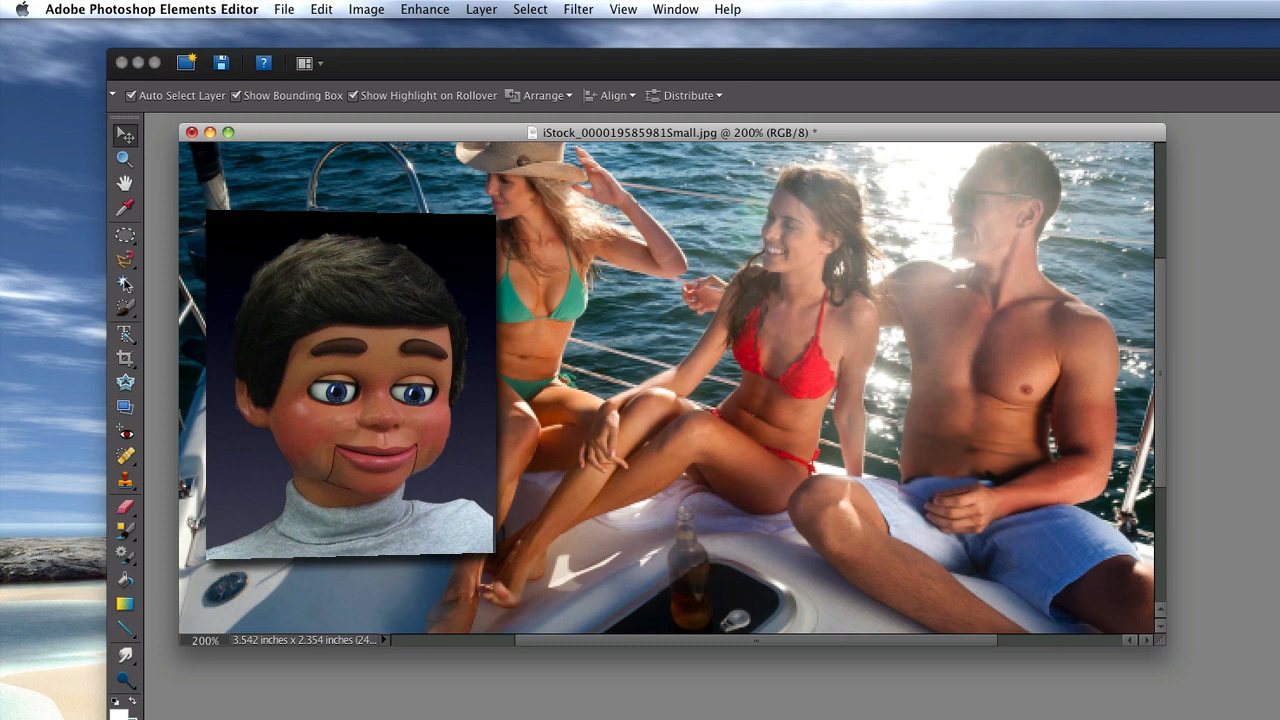 Adobe Photoshop Elements Editor File Edit Image Enhance Layer Select Filter View Window Help
?
Auto Select Layer Show Bounding Box Show Highlight on Rollover Arrange Align Distribute
iStock_000019585981Small.jpg @ 200% (RGB/8) *
200% 3.542 inches x 2.354 inches (24...